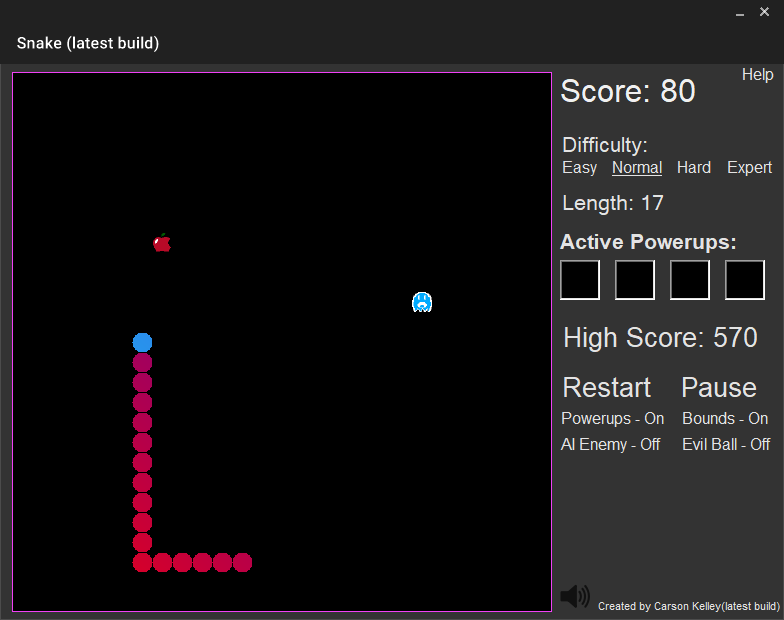 Snake (latest build)
Help
Score: 80
Difficulty:
Easy Normal Hard Expert
Length: 17
Active Powerups:
High Score: 570
Restart Pause
Powerups - On Bounds - On
AI Enemy - Off Evil Ball - Off
Created by Carson Kelley(latest build)